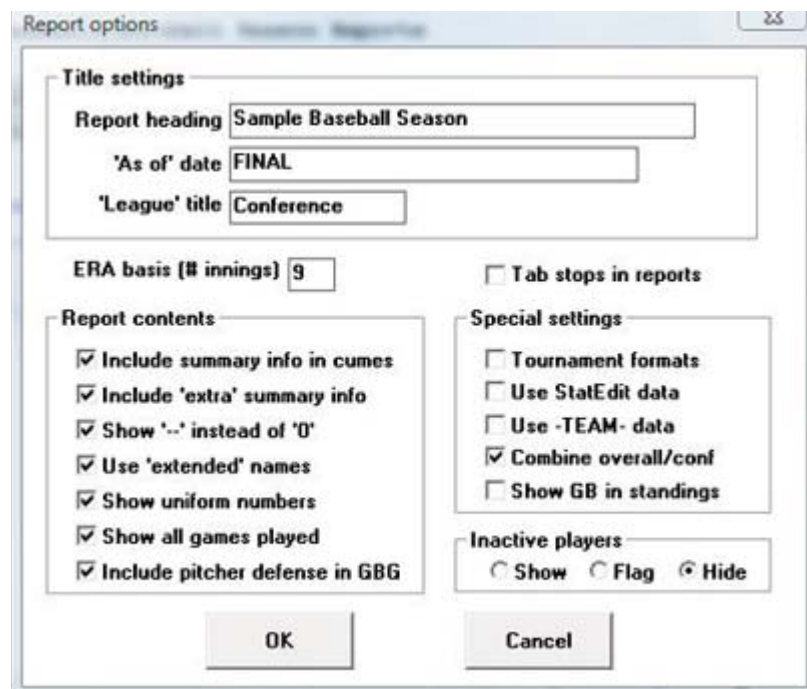 Report options
Title settings
Report heading Sample Baseball Season
'As of' date FINAL
'League' title Conference
ERA basis (# innings) 9
Tab stops in reports
Report contents
Include summary info in cumes
Include 'extra' summary info
Show '--' instead of '0'
Use 'extended' names
Show uniform numbers
Show all games played
Include pitcher defense in GBG
Special settings
Tournament formats
Use StatEdit data
Use -TEAM- data
Combine overall/conf
Show GB in standings
Inactive players
Show Flag Hide
OK
Cancel